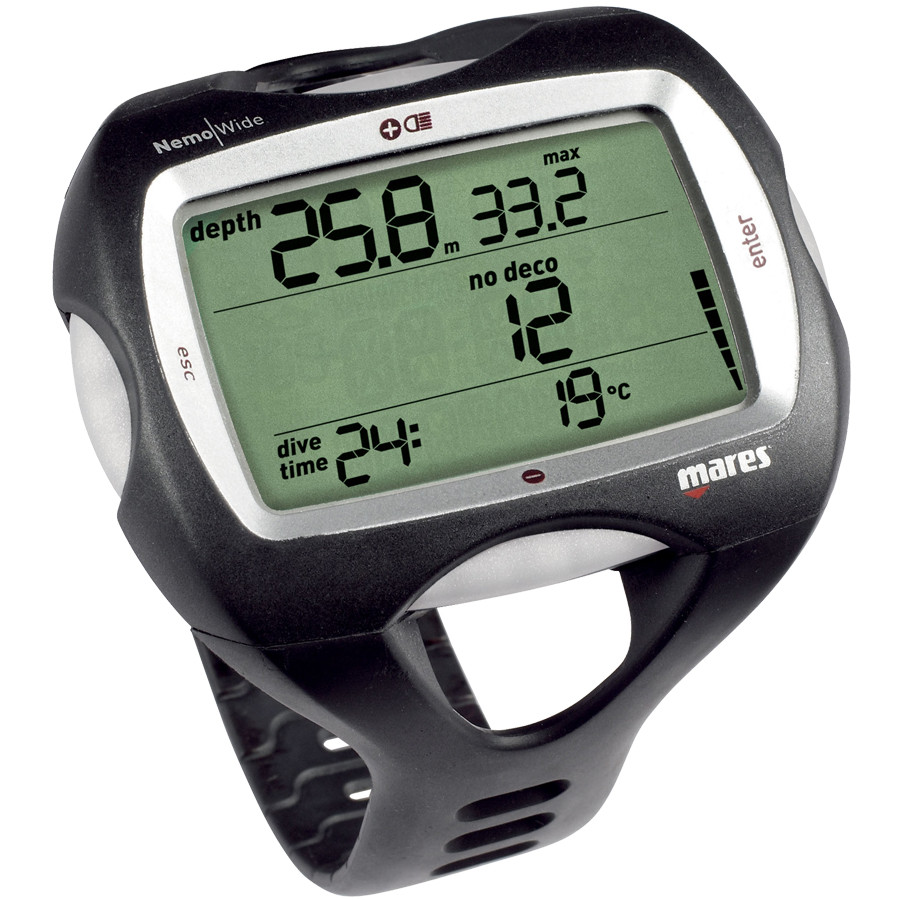 Nemo|Wide
max
depth 25.8 m 33.2
enter
no deco
12
esc
19 °C
dive
time 24:
mares